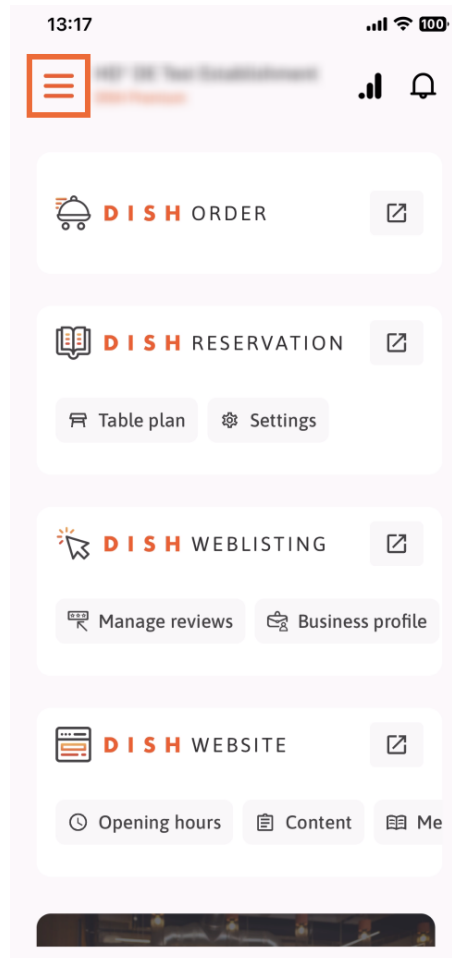 13:17
100
DISH ORDER
DISH RESERVATION
Table plan
Settings
DISH WEBLISTING
Manage reviews
Business profile
DISH WEBSITE
Opening hours
Content
Me